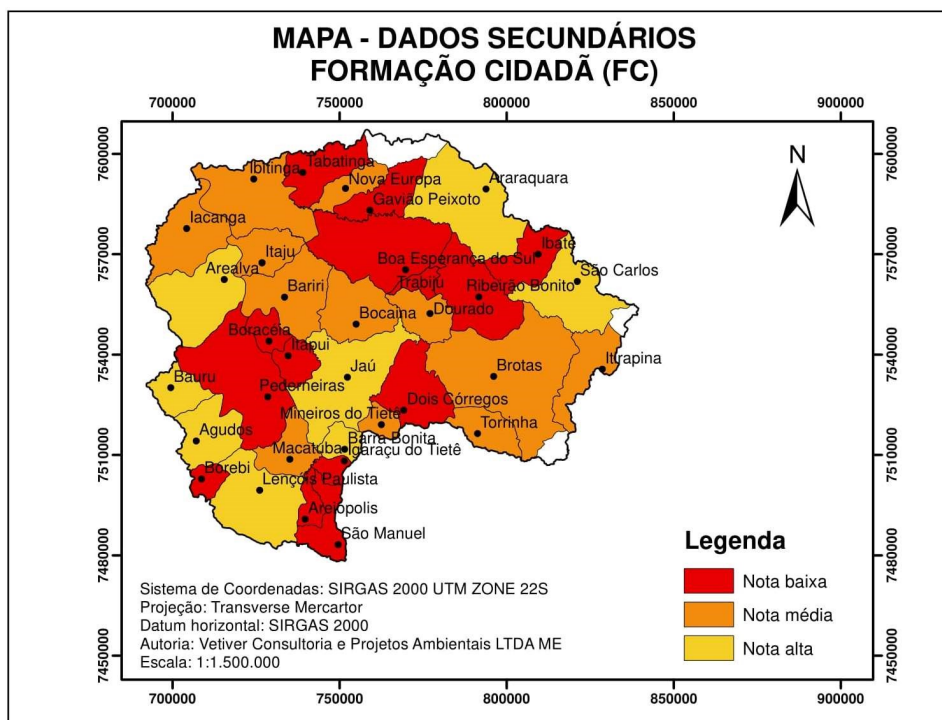 MAPA - DADOS SECUNDÁRIOS
FORMAÇÃO CIDADÃ (FC)
700000 750000 800000 850000 900000
7600000 7600000
7570000 7570000
7540000 7540000
7510000 7510000
7480000 7480000
7450000 7450000
N
Ibitinga
Tabatinga
Nova Europa
Araraquara
Gavião Peixoto
Iacanga
Ibaté
Itaju
Boa Esperança do Sul
Arealva
São Carlos
Trabiju
Ribeirão Bonito
Bariri
Bocaina
Dourado
Boracéia
Itapui
Itirapina
Jaú
Brotas
Bauru
Pederneiras
Dois Córregos
Mineiros do Tietê
Torrinha
Agudos
Barra Bonita
Macatuba
Igaraçu do Tietê
Borebi
Lençóis Paulista
Areiópolis
São Manuel
Legenda
Nota baixa
Nota média
Nota alta
Sistema de Coordenadas: SIRGAS 2000 UTM ZONE 22S
Projeção: Transverse Mercartor
Datum horizontal: SIRGAS 2000
Autoria: Vetiver Consultoria e Projetos Ambientais LTDA ME
Escala: 1:1.500.000
700000 750000 800000 850000 900000